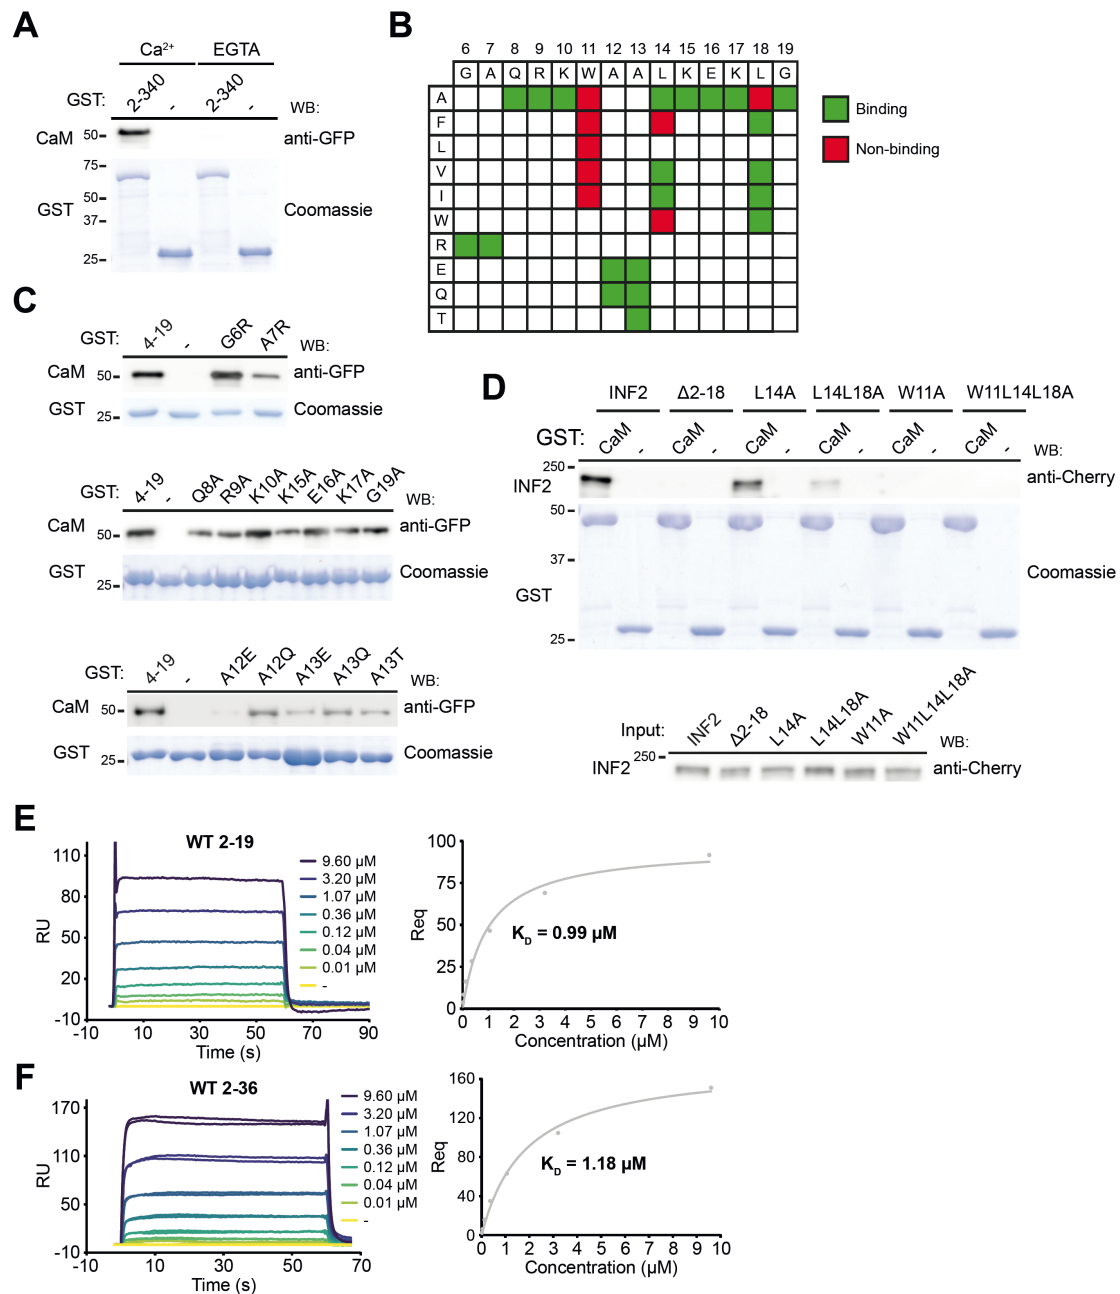 A
Ca²⁺ EGTA
GST: 2-340 - 2-340 - WB:
CaM 50 anti-GFP
75
GST 50 Coomassie
37
25
B
6 7 8 9 10 11 12 13 14 15 16 17 18 19
G A Q R K W A A L K E K L G
A
F
L
V
I
W
R
E
Q
T
Binding
Non-binding
C
GST: 4-19 - G6R A7R WB:
CaM 50 anti-GFP
GST 25 Coomassie
GST: 4-19 - Q8A R9A K10A K15A E16A K17A G19A WB:
CaM 50 anti-GFP
GST 25 Coomassie
GST: 4-19 - A12E A12Q A13E A13Q A13T WB:
CaM 50 anti-GFP
GST 25 Coomassie
D
INF2 Δ2-18 L14A L14L18A W11A W11L14L18A
GST: CaM - CaM - CaM - CaM - CaM - CaM - WB:
250
INF2 anti-Cherry
50
37
Coomassie
GST
25
Input: INF2 Δ2-18 L14A L14L18A W11A W11L14L18A WB:
250
INF2 anti-Cherry
E
WT 2-19
RU
110
80
50
20
-10
-10 10 30 50 70 90
Time (s)
9.60 µM
3.20 µM
1.07 µM
0.36 µM
0.12 µM
0.04 µM
0.01 µM
-
Req
100
75
50
25
0
0 1 2 3 4 5 6 7 8 9 10
Concentration (µM)
K_D = 0.99 µM
F
WT 2-36
RU
170
110
50
-10
-10 10 30 50 70
Time (s)
9.60 µM
3.20 µM
1.07 µM
0.36 µM
0.12 µM
0.04 µM
0.01 µM
-
Req
160
120
80
40
0
0 1 2 3 4 5 6 7 8 9 10
Concentration (µM)
K_D = 1.18 µM